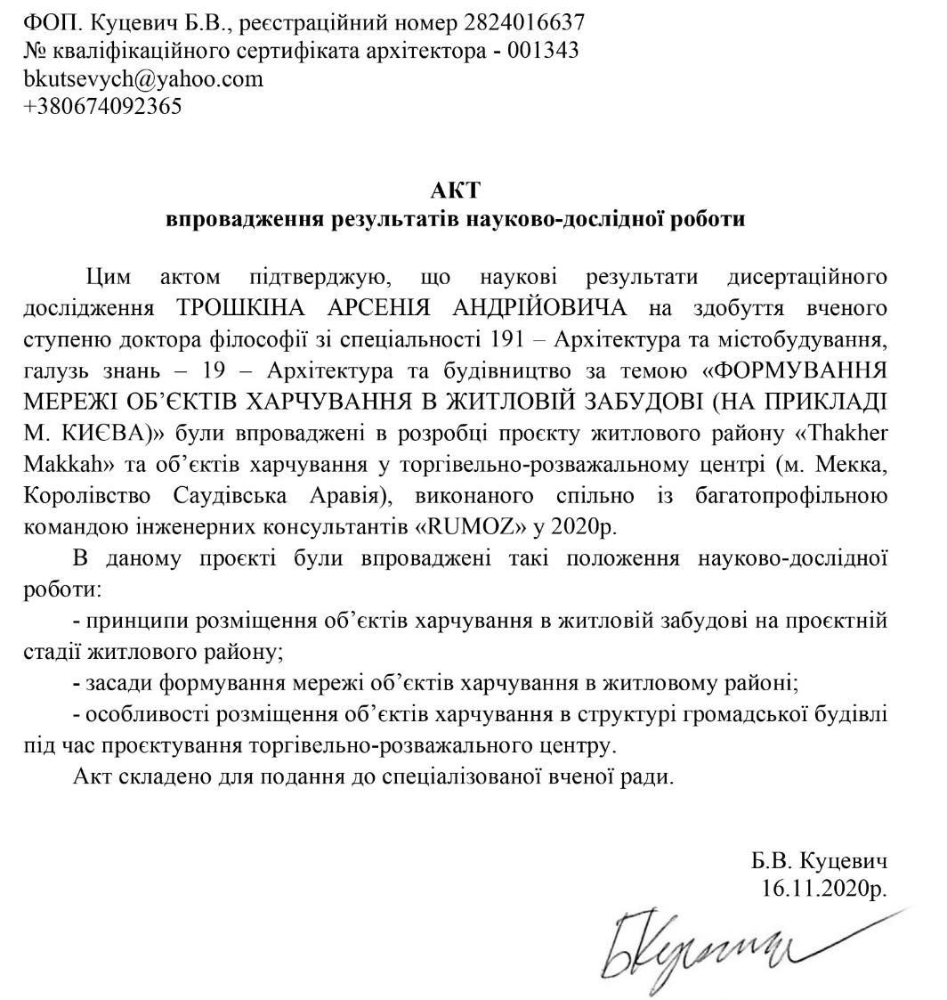 ФОП. Куцевич Б.В., реєстраційний номер 2824016637
№ кваліфікаційного сертифіката архітектора - 001343
bkutsevych@yahoo.com
+380674092365
АКТ
впровадження результатів науково-дослідної роботи
Цим актом підтверджую, що наукові результати дисертаційного
дослідження ТРОШКІНА АРСЕНІЯ АНДРІЙОВИЧА на здобуття вченого
ступеню доктора філософії зі спеціальності 191 – Архітектура та містобудування,
галузь знань – 19 – Архітектура та будівництво за темою «ФОРМУВАННЯ
МЕРЕЖІ ОБ’ЄКТІВ ХАРЧУВАННЯ В ЖИТЛОВІЙ ЗАБУДОВІ (НА ПРИКЛАДІ
М. КИЄВА)» були впроваджені в розробці проєкту житлового району «Thakher
Makkah» та об’єктів харчування у торгівельно-розважальному центрі (м. Мекка,
Королівство Саудівська Аравія), виконаного спільно із багатопрофільною
командою інженерних консультантів «RUMOZ» у 2020р.
В даному проєкті були впроваджені такі положення науково-дослідної
роботи:
- принципи розміщення об’єктів харчування в житловій забудові на проєктній
стадії житлового району;
- засади формування мережі об’єктів харчування в житловому районі;
- особливості розміщення об’єктів харчування в структурі громадської будівлі
під час проєктування торгівельно-розважального центру.
Акт складено для подання до спеціалізованої вченої ради.
Б.В. Куцевич
16.11.2020р.